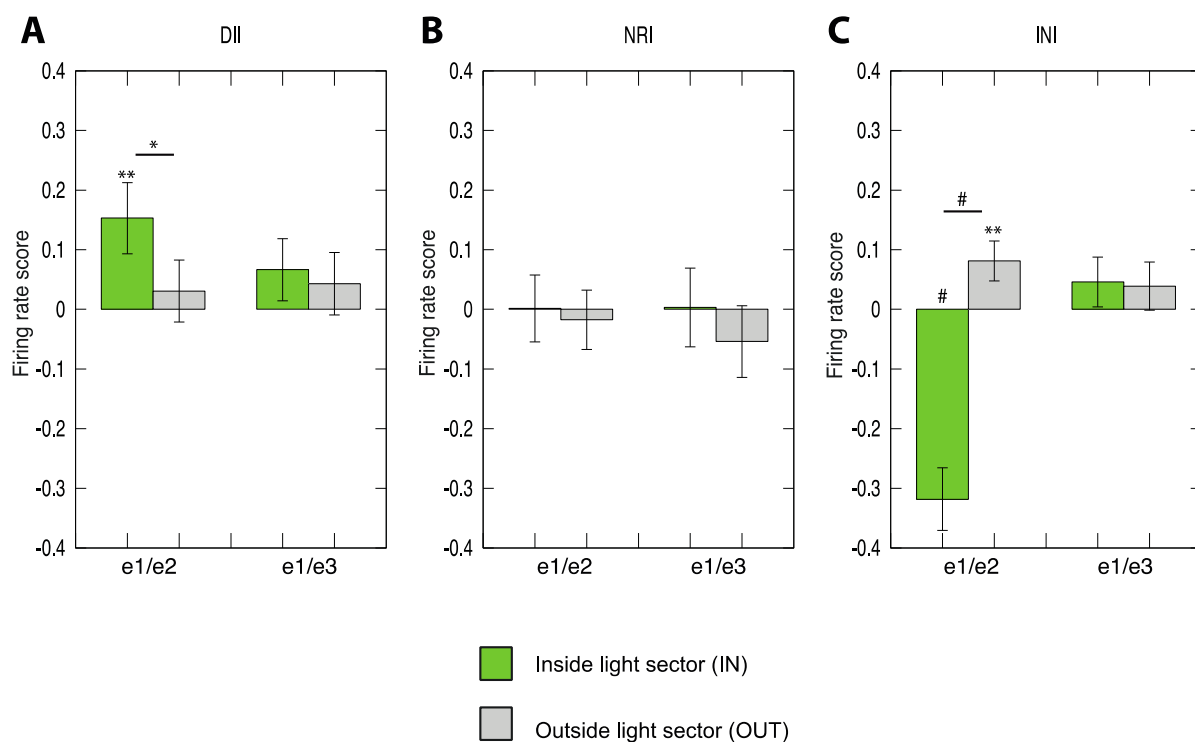 A
DII
B
NRI
C
INI
Firing rate score
0.4
0.3
0.2
0.1
0
-0.1
-0.2
-0.3
-0.4
*
**
e1/e2
e1/e3
Firing rate score
0.4
0.3
0.2
0.1
0
-0.1
-0.2
-0.3
-0.4
e1/e2
e1/e3
Firing rate score
0.4
0.3
0.2
0.1
0
-0.1
-0.2
-0.3
-0.4
#
**
#
e1/e2
e1/e3
Inside light sector (IN)
Outside light sector (OUT)